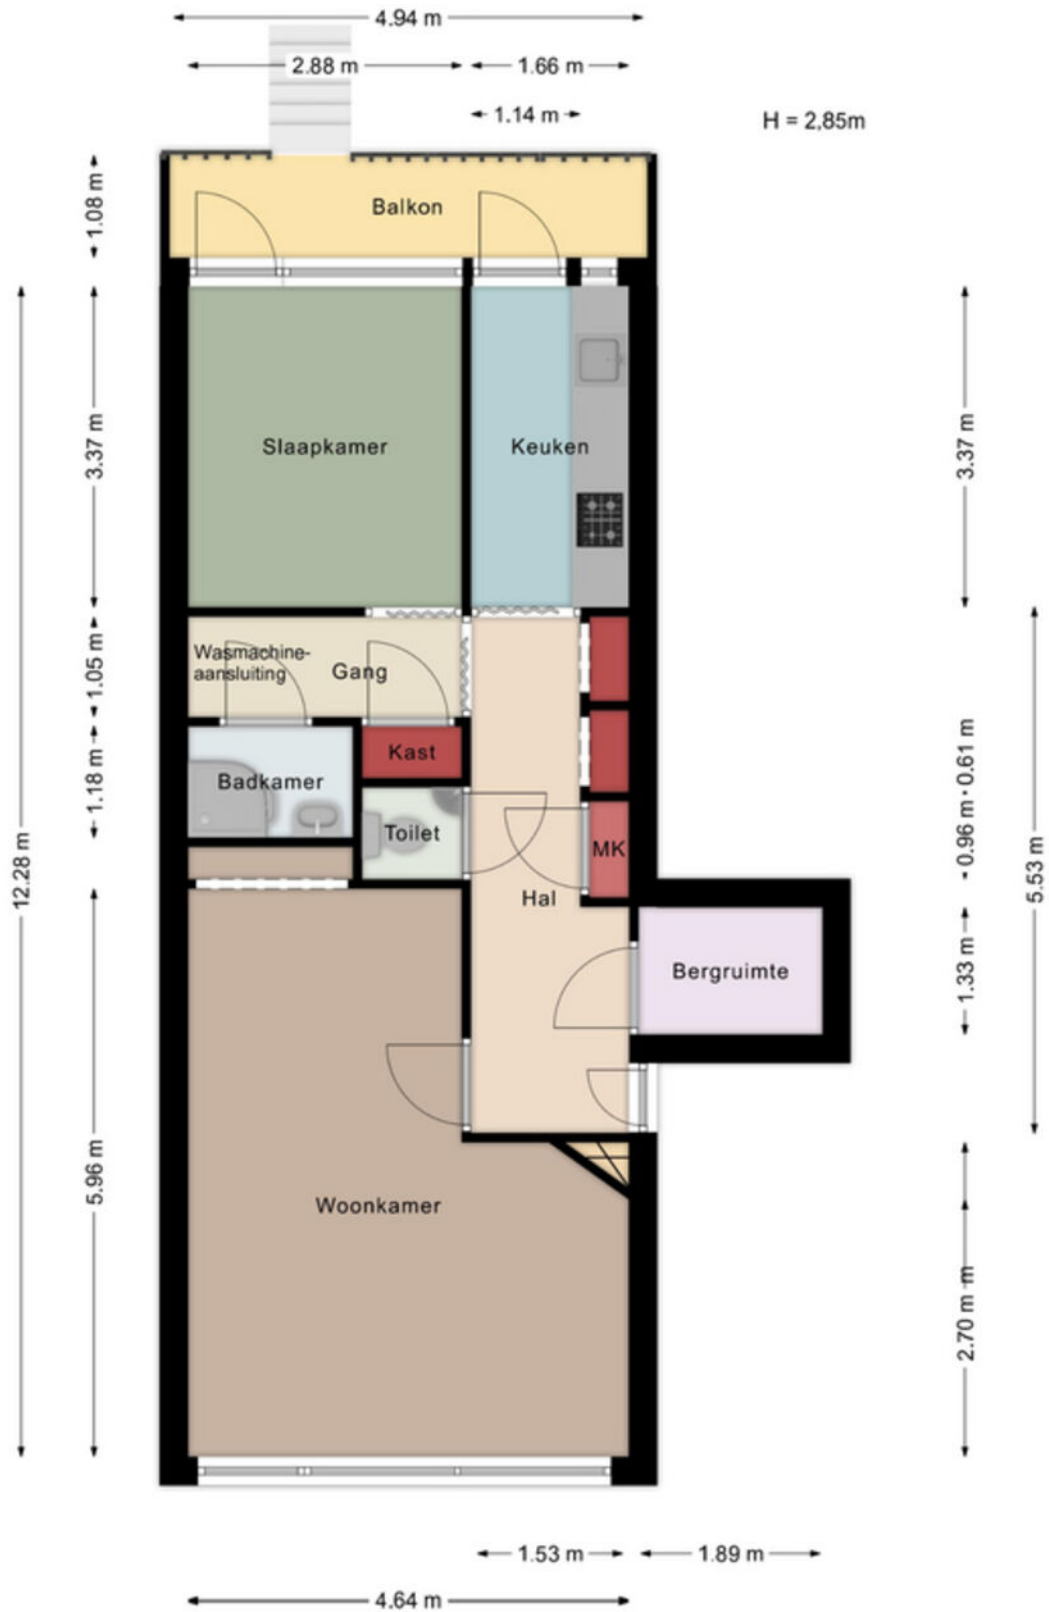 4.94 m
2.88 m
1.66 m
1.14 m
H = 2,85m
1.08 m
Balkon
3.37 m
Slaapkamer
Keuken
3.37 m
Wasmachine-
aansluiting
Gang
1.05 m
Kast
Badkamer
1.18 m
0.61 m
Toilet
MK
0.96 m
12.28 m
5.53 m
Hal
Bergruimte
1.33 m
5.96 m
Woonkamer
2.70 m
m
1.53 m
1.89 m
4.64 m